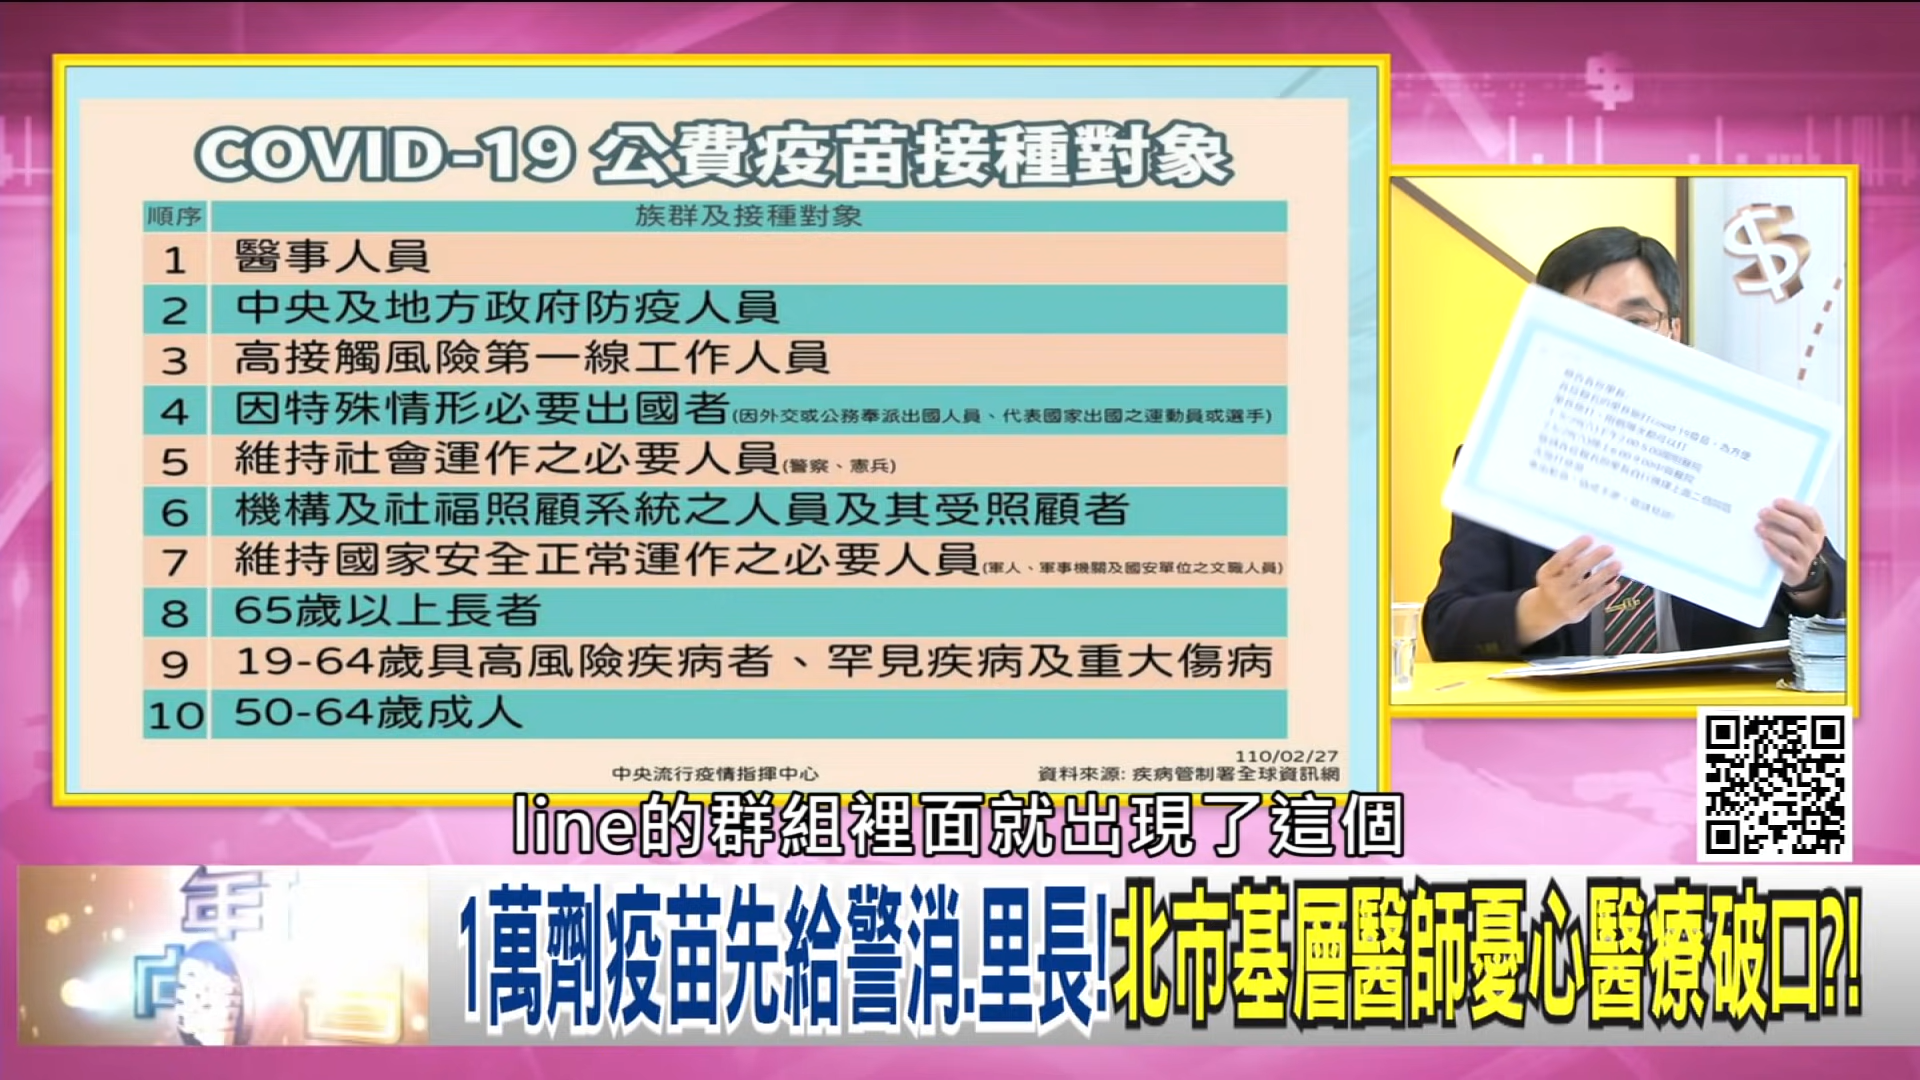 COVID-19 公費疫苗接種對象
順序 族群及接種對象
1 醫事人員
2 中央及地方政府防疫人員
3 高接觸風險第一線工作人員
4 因特殊情形必要出國者(因外交或公務奉派出國人員、代表國家出國之運動員或選手)
5 維持社會運作之必要人員(警察、憲兵)
6 機構及社福照顧系統之人員及其受照顧者
7 維持國家安全正常運作之必要人員(軍人、軍事機關及國安單位之文職人員)
8 65歲以上長者
9 19-64歲具高風險疾病者、罕見疾病及重大傷病
10 50-64歲成人
110/02/27
中央流行疫情指揮中心 資料來源: 疾病管制署全球資訊網
line的群組裡面就出現了這個
年
向
1萬劑疫苗先給警消.里長!北市基層醫師憂心醫療破口?!